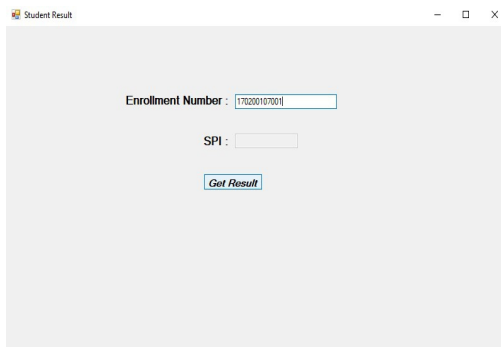 Student Result
Enrollment Number : 170200107001
SPI :
Get Result